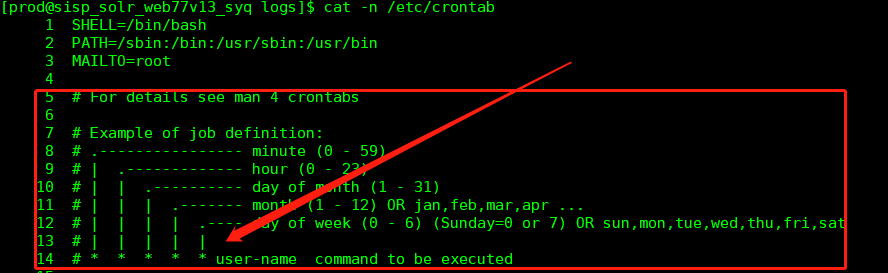 [prod@sisp_solr_web77v13_syq logs]$ cat -n /etc/crontab
1 SHELL=/bin/bash
2 PATH=/sbin:/bin:/usr/sbin:/usr/bin
3 MAILTO=root
4
5 # For details see man 4 crontabs
6
7 # Example of job definition:
8 # .---------------- minute (0 - 59)
9 # | .------------- hour (0 - 23)
10 # | | .---------- day of month (1 - 31)
11 # | | | .------- month (1 - 12) OR jan,feb,mar,apr ...
12 # | | | | .---- day of week (0 - 6) (Sunday=0 or 7) OR sun,mon,tue,wed,thu,fri,sat
13 # | | | | |
14 # * * * * * user-name command to be executed